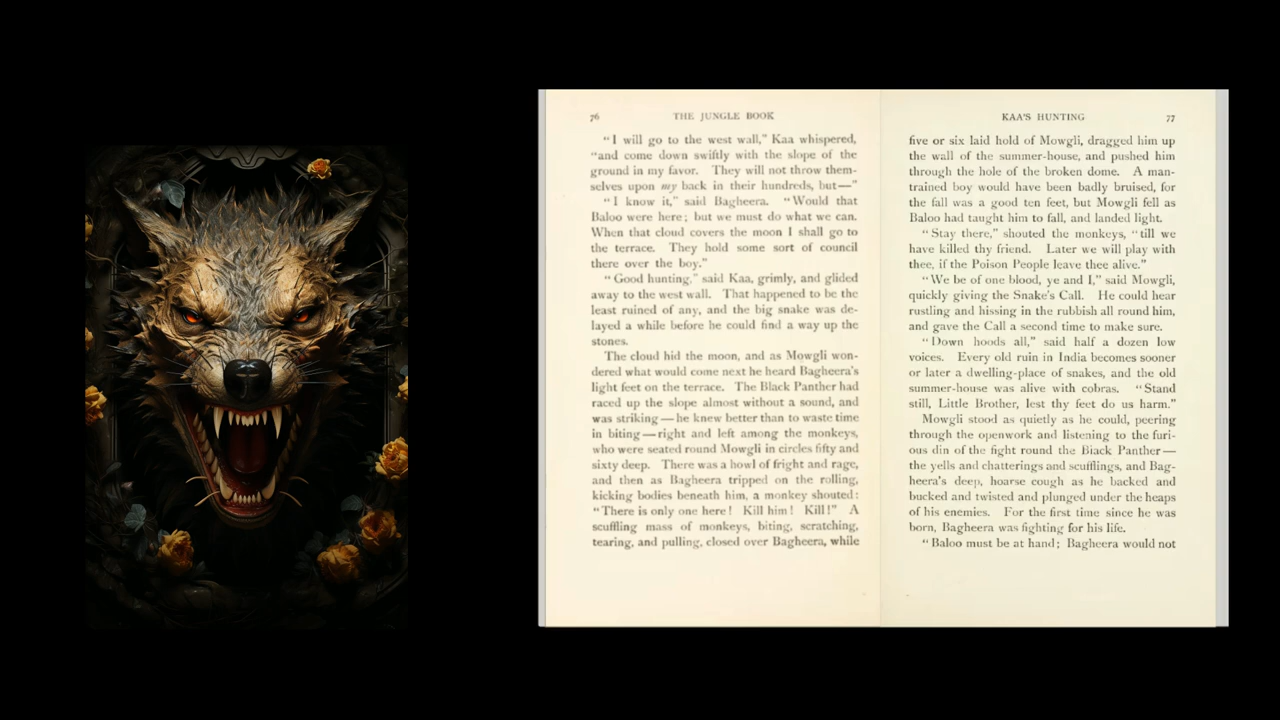 76 THE JUNGLE BOOK
“I will go to the west wall,” Kaa whispered,
“and come down swiftly with the slope of the
ground in my favor. They will not throw them-
selves upon my back in their hundreds, but—”
“I know it,” said Bagheera. “Would that
Baloo were here; but we must do what we can.
When that cloud covers the moon I shall go to
the terrace. They hold some sort of council
there over the boy.”
“Good hunting,” said Kaa, grimly, and glided
away to the west wall. That happened to be the
least ruined of any, and the big snake was de-
layed a while before he could find a way up the
stones.
The cloud hid the moon, and as Mowgli won-
dered what would come next he heard Bagheera’s
light feet on the terrace. The Black Panther had
raced up the slope almost without a sound, and
was striking—he knew better than to waste time
in biting—right and left among the monkeys,
who were seated round Mowgli in circles fifty and
sixty deep. There was a howl of fright and rage,
and then as Bagheera tripped on the rolling,
kicking bodies beneath him, a monkey shouted:
“There is only one here! Kill him! Kill!” A
scuffling mass of monkeys, biting, scratching,
tearing, and pulling, closed over Bagheera, while
KAA’S HUNTING 77
five or six laid hold of Mowgli, dragged him up
the wall of the summer-house, and pushed him
through the hole of the broken dome. A man-
trained boy would have been badly bruised, for
the fall was a good ten feet, but Mowgli fell as
Baloo had taught him to fall, and landed light.
“Stay there,” shouted the monkeys, “till we
have killed thy friend. Later we will play with
thee, if the Poison People leave thee alive.”
“We be of one blood, ye and I,” said Mowgli,
quickly giving the Snake’s Call. He could hear
rustling and hissing in the rubbish all round him,
and gave the Call a second time to make sure.
“Down hoods all,” said half a dozen low
voices. Every old ruin in India becomes sooner
or later a dwelling-place of snakes, and the old
summer-house was alive with cobras. “Stand
still, Little Brother, lest thy feet do us harm.”
Mowgli stood as quietly as he could, peering
through the openwork and listening to the furi-
ous din of the fight round the Black Panther—
the yells and chatterings and scufflings, and Bag-
heera’s deep, hoarse cough as he backed and
bucked and twisted and plunged under the heaps
of his enemies. For the first time since he was
born, Bagheera was fighting for his life.
“Baloo must be at hand; Bagheera would not